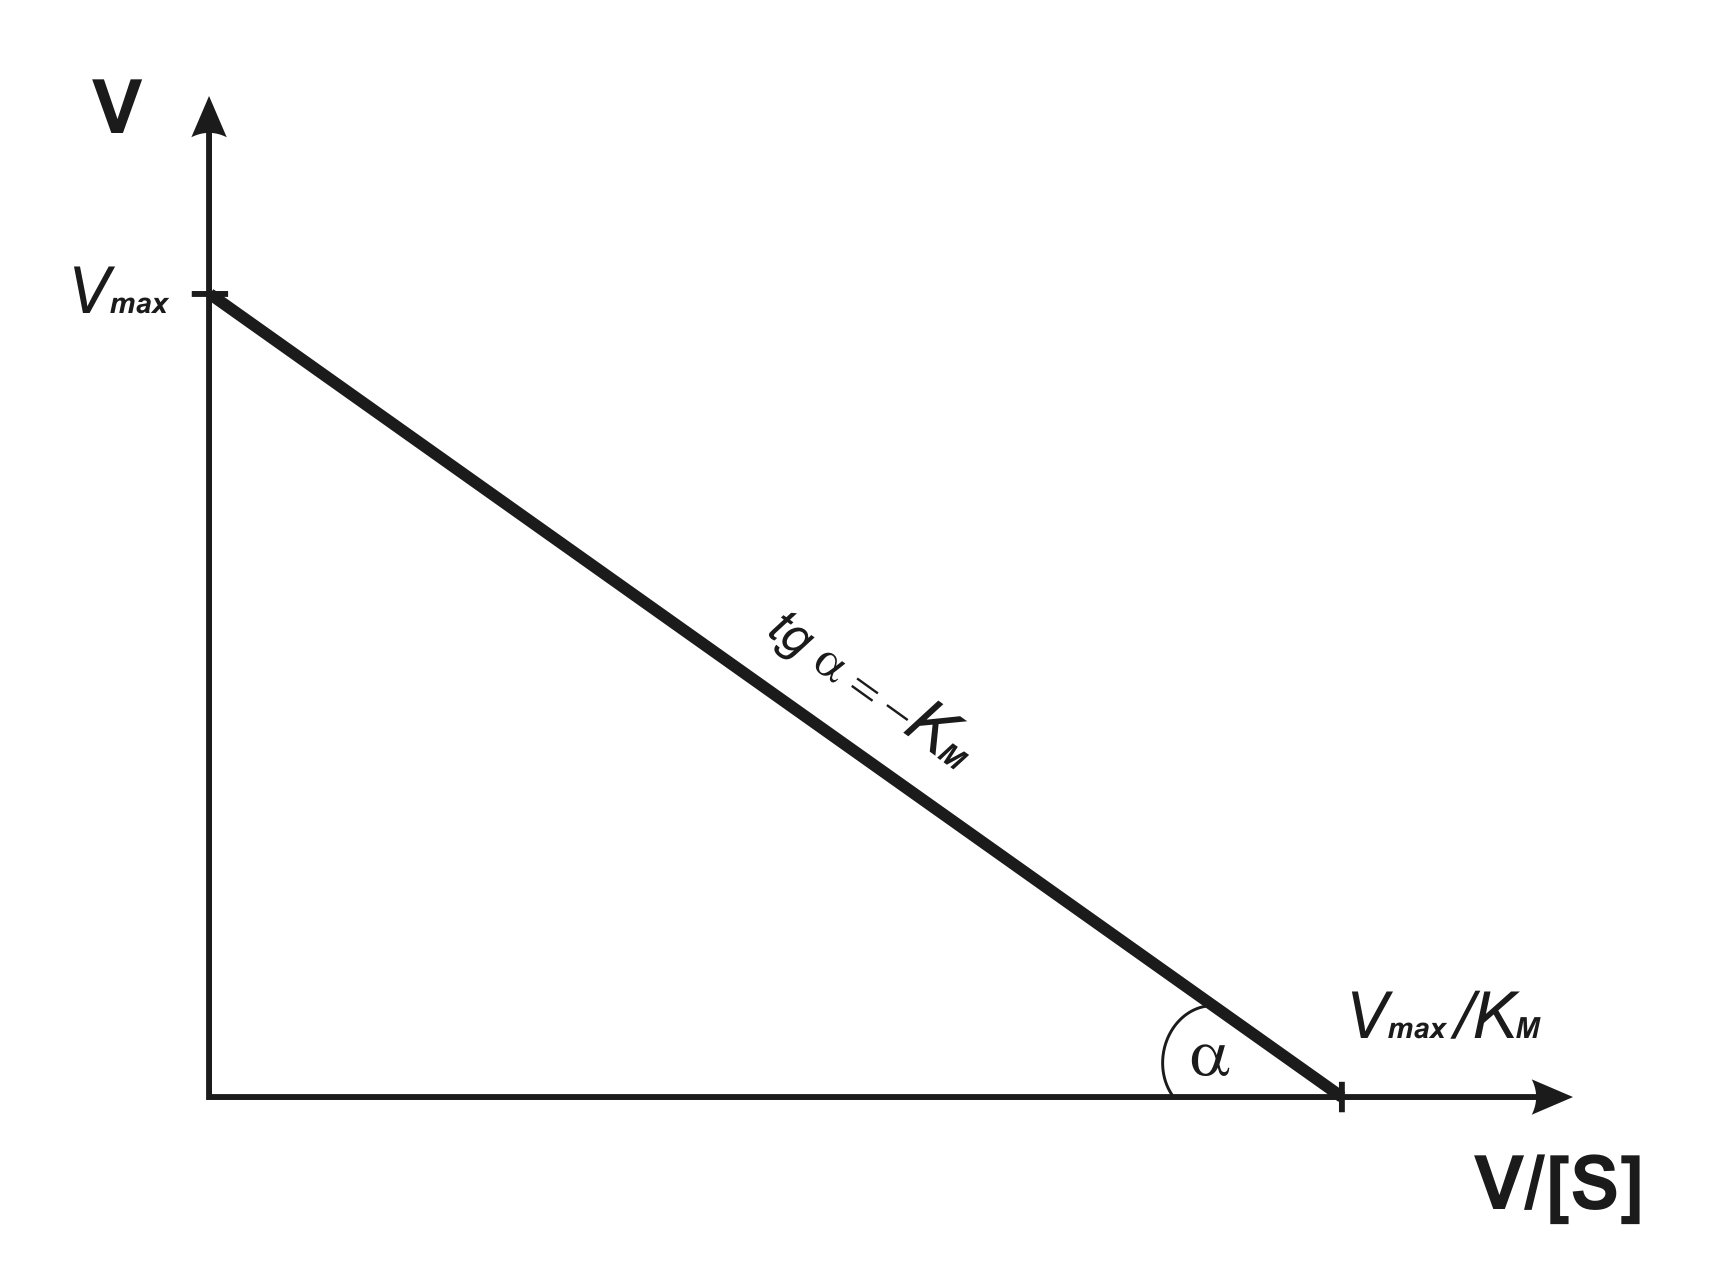 V
Vmax
tg α = –KM
Vmax/KM
α
V/[S]